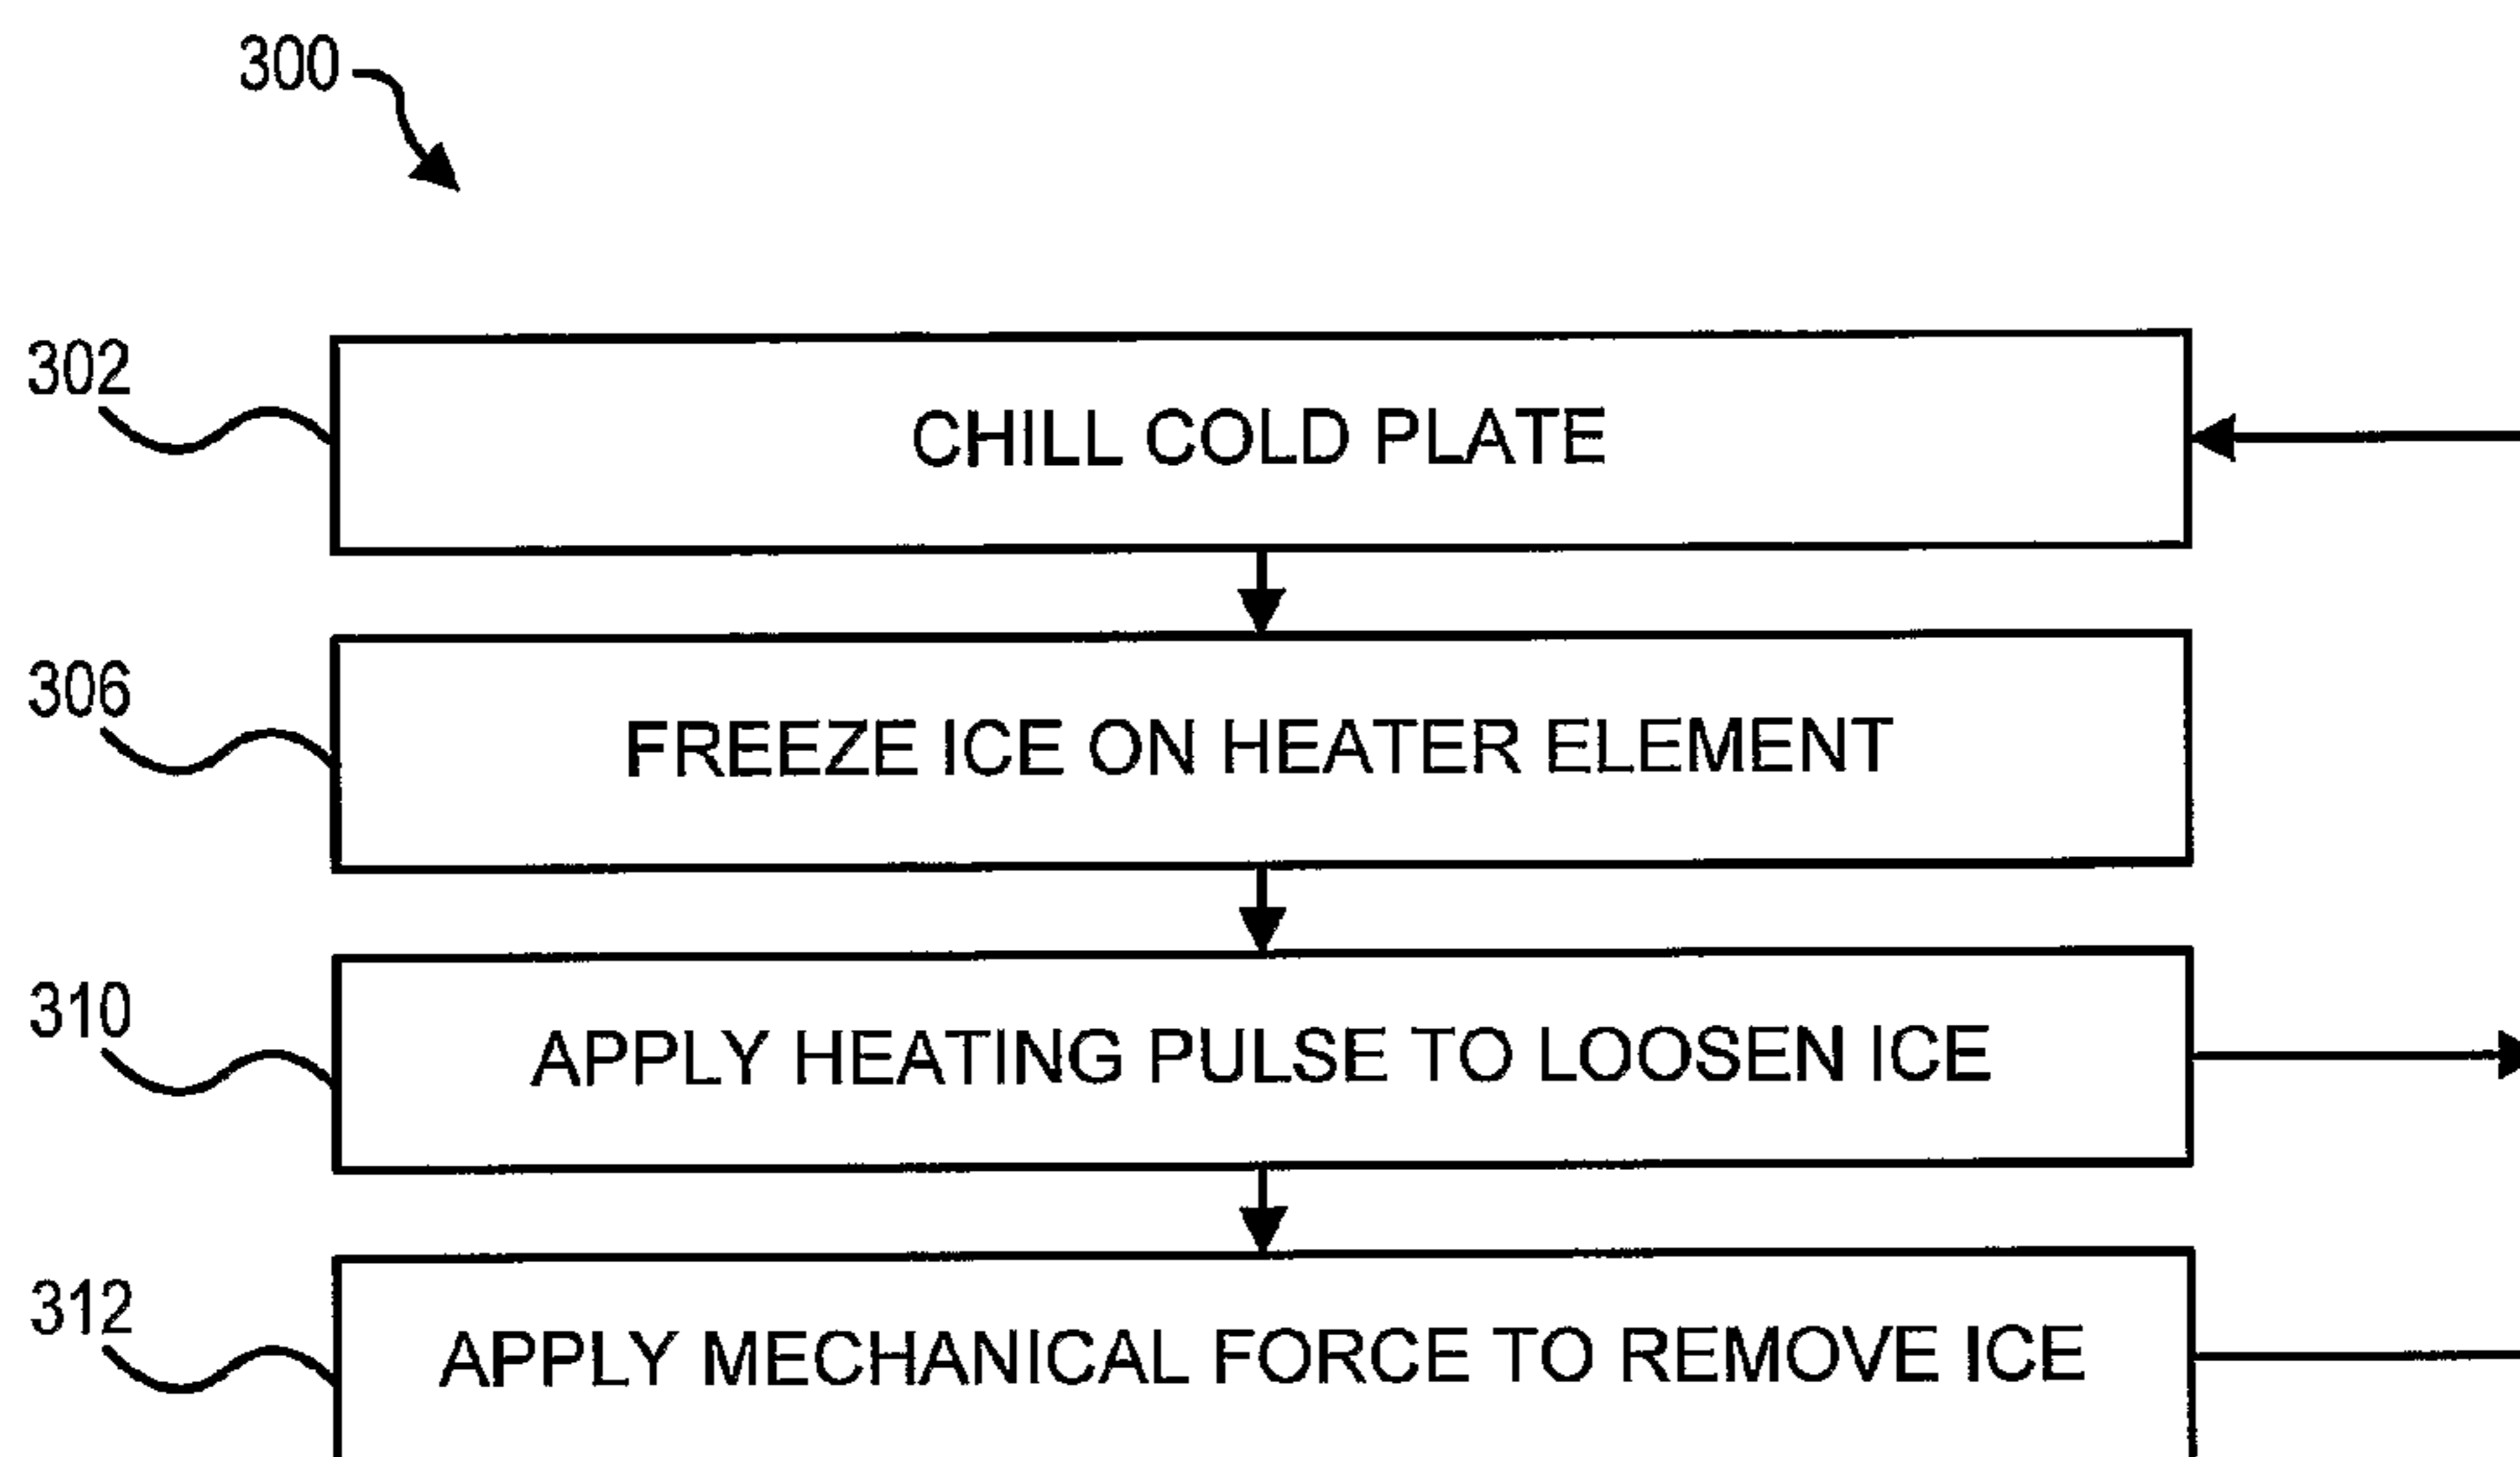 300
302
CHILL COLD PLATE
306
FREEZE ICE ON HEATER ELEMENT
310
APPLY HEATING PULSE TO LOOSEN ICE
312
APPLY MECHANICAL FORCE TO REMOVE ICE